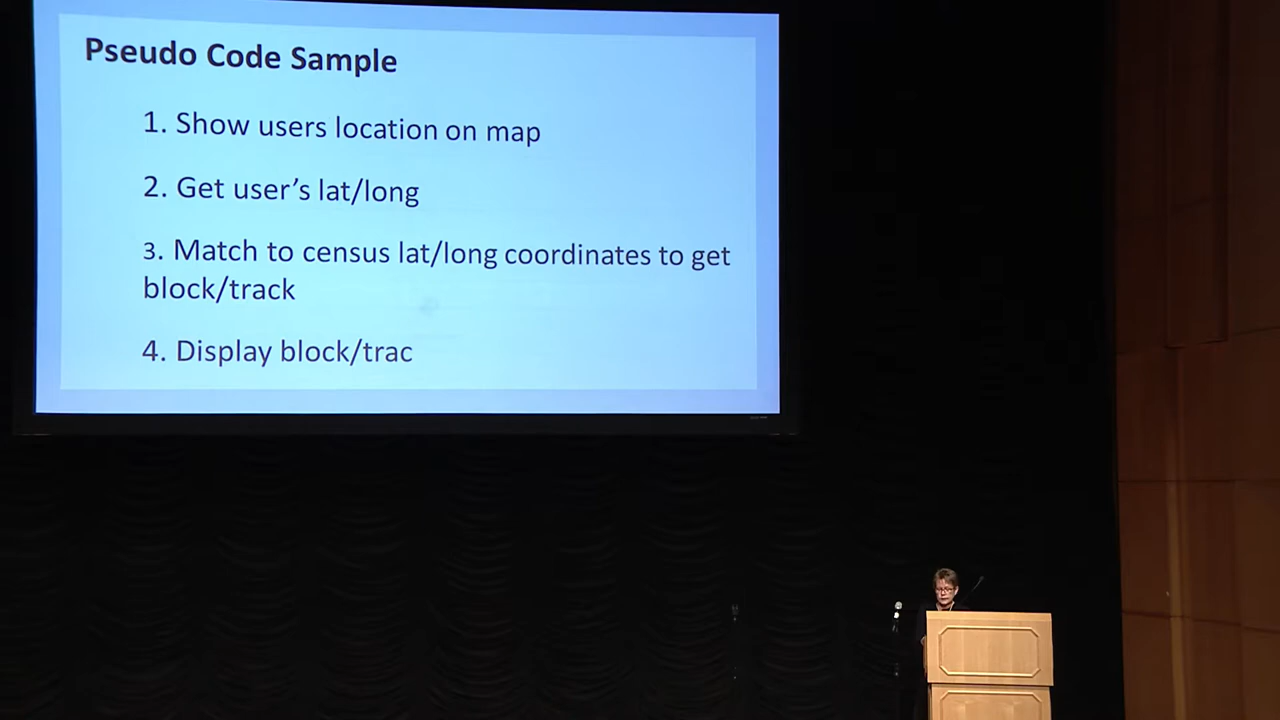 Pseudo Code Sample
1. Show users location on map
2. Get user’s lat/long
3. Match to census lat/long coordinates to get
block/track
4. Display block/trac